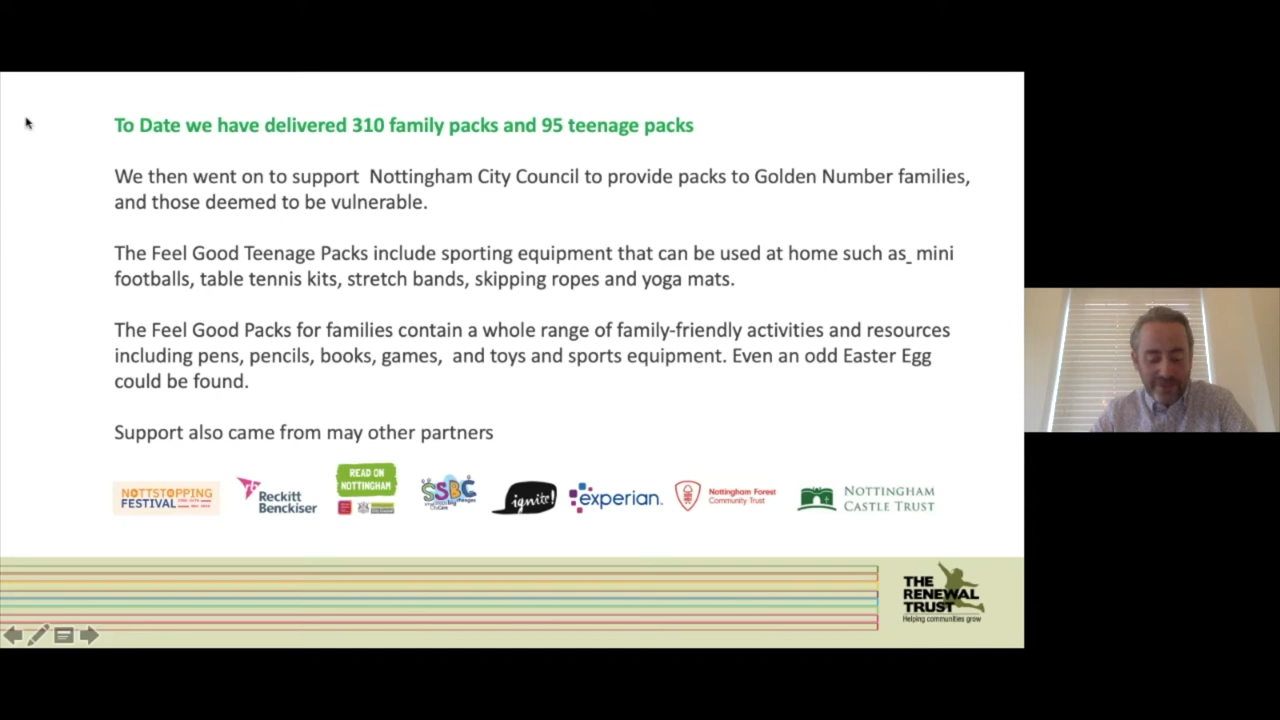 To Date we have delivered 310 family packs and 95 teenage packs
We then went on to support  Nottingham City Council to provide packs to Golden Number families,
and those deemed to be vulnerable.
The Feel Good Teenage Packs include sporting equipment that can be used at home such as_ mini
footballs, table tennis kits, stretch bands, skipping ropes and yoga mats.
The Feel Good Packs for families contain a whole range of family-friendly activities and resources
including pens, pencils, books, games,  and toys and sports equipment. Even an odd Easter Egg
could be found.
Support also came from may other partners
NOTTSTOPPING
FESTIVAL
Reckitt
Benckiser
READ ON
NOTTINGHAM
SSBC
ignite!
experian.
Nottingham Forest
Community Trust
NOTTINGHAM
CASTLE TRUST
THE
RENEWAL
TRUST
Helping communities grow